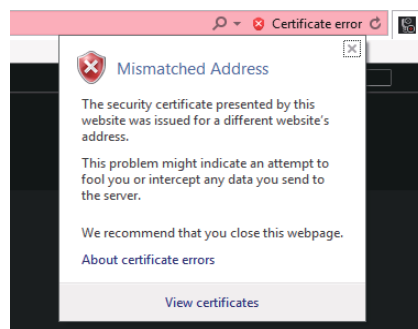 Certificate error
Mismatched Address
The security certificate presented by this
website was issued for a different website's
address.
This problem might indicate an attempt to
fool you or intercept any data you send to
the server.
We recommend that you close this webpage.
About certificate errors
View certificates